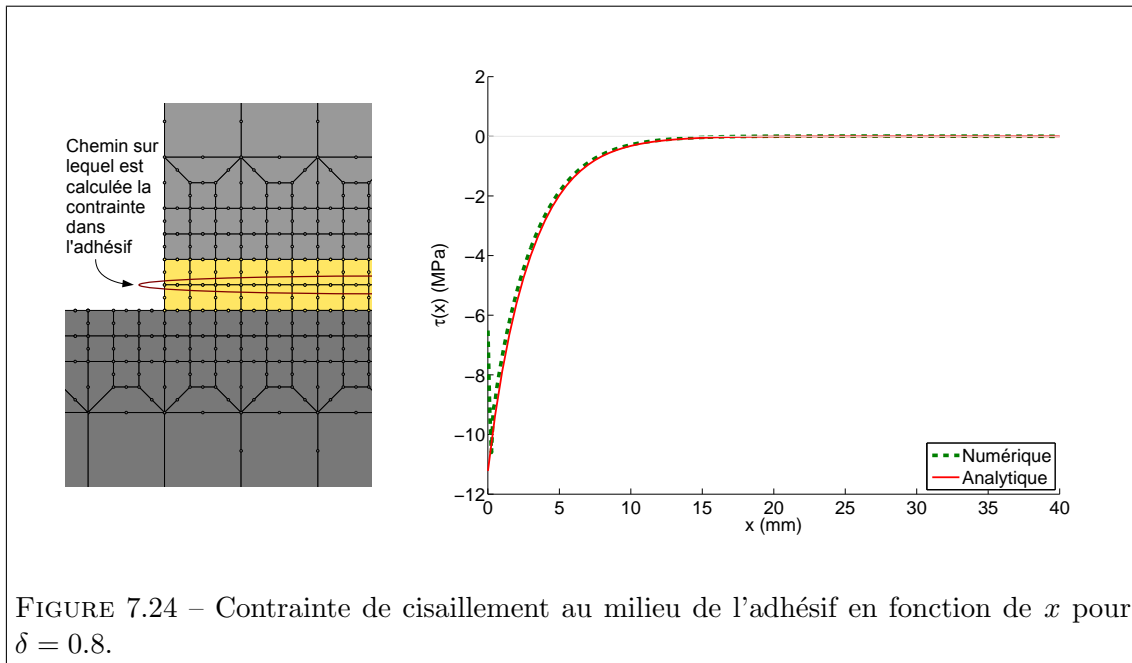 Chemin sur
lequel est
calculée la
contrainte
dans
l'adhésif
2
0
−2
−4
−6
−8
−10
−12
τ(x) (MPa)
0 5 10 15 20 25 30 35 40
x (mm)
Numérique
Analytique
FIGURE 7.24 – Contrainte de cisaillement au milieu de l'adhésif en fonction de x pour
δ = 0.8.